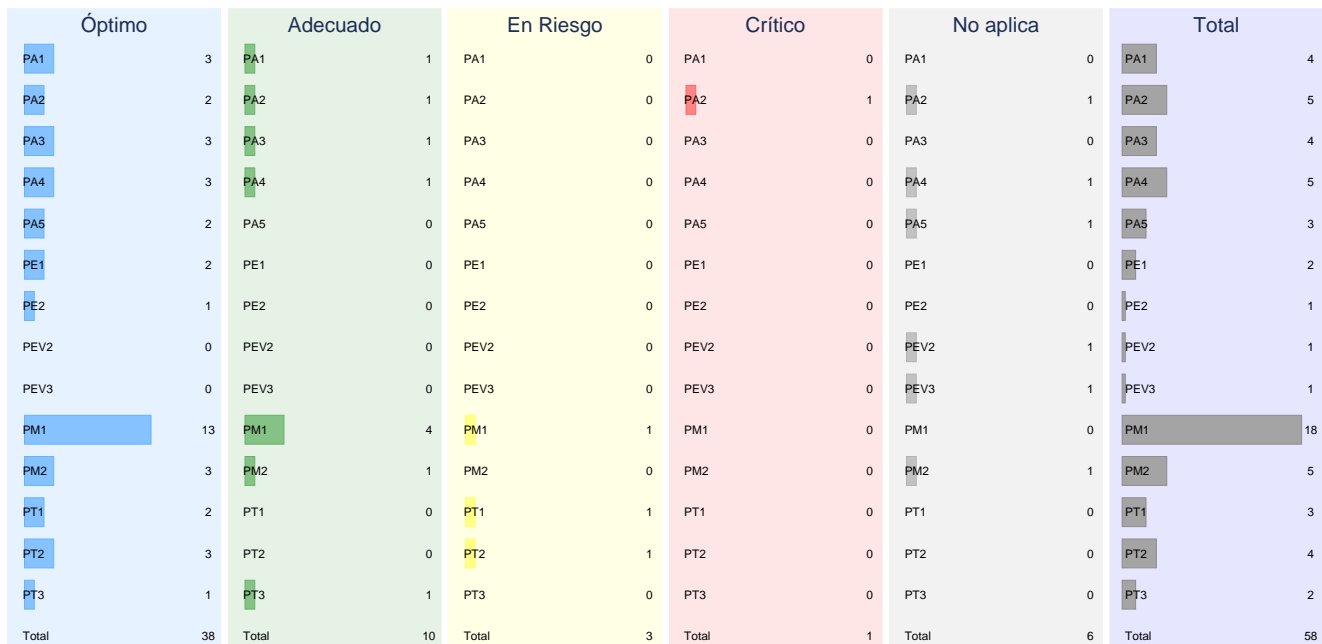 Óptimo Adecuado En Riesgo Crítico No aplica Total
PA1 3 PA1 1 PA1 0 PA1 0 PA1 0 PA1 4
PA2 2 PA2 1 PA2 0 PA2 1 PA2 1 PA2 5
PA3 3 PA3 1 PA3 0 PA3 0 PA3 0 PA3 4
PA4 3 PA4 1 PA4 0 PA4 0 PA4 1 PA4 5
PA5 2 PA5 0 PA5 0 PA5 0 PA5 1 PA5 3
PE1 2 PE1 0 PE1 0 PE1 0 PE1 0 PE1 2
PE2 1 PE2 0 PE2 0 PE2 0 PE2 0 PE2 1
PEV2 0 PEV2 0 PEV2 0 PEV2 0 PEV2 1 PEV2 1
PEV3 0 PEV3 0 PEV3 0 PEV3 0 PEV3 1 PEV3 1
PM1 13 PM1 4 PM1 1 PM1 0 PM1 0 PM1 18
PM2 3 PM2 1 PM2 0 PM2 0 PM2 1 PM2 5
PT1 2 PT1 0 PT1 1 PT1 0 PT1 0 PT1 3
PT2 3 PT2 0 PT2 1 PT2 0 PT2 0 PT2 4
PT3 1 PT3 1 PT3 0 PT3 0 PT3 0 PT3 2
Total 38 Total 10 Total 3 Total 1 Total 6 Total 58